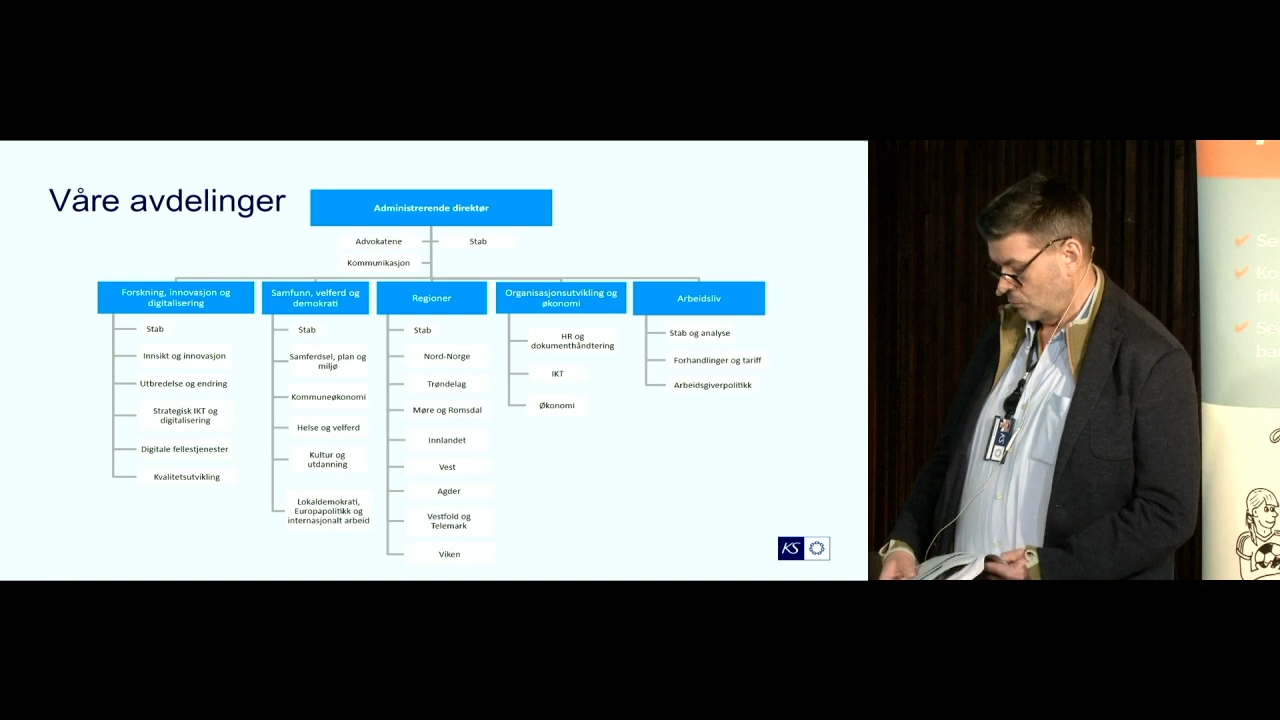 Våre avdelinger
Administrerende direktør
Advokatene
Stab
Kommunikasjon
Forskning, innovasjon og
digitalisering
Stab
Innsikt og innovasjon
Utbredelse og endring
Strategisk IKT og
digitalisering
Digitale fellestjenester
Kvalitetsutvikling
Samfunn, velferd og
demokrati
Stab
Samferdsel, plan og
miljø
Kommuneøkonomi
Helse og velferd
Kultur og
utdanning
Lokaldemokrati,
Europapolitikk og
internasjonalt arbeid
Regioner
Stab
Nord-Norge
Trøndelag
Møre og Romsdal
Innlandet
Vest
Agder
Vestfold og
Telemark
Viken
Organisasjonsutvikling og
økonomi
HR og
dokumenthåndtering
IKT
Økonomi
Arbeidsliv
Stab og analyse
Forhandlinger og tariff
Arbeidsgiverpolitikk
KS
KS